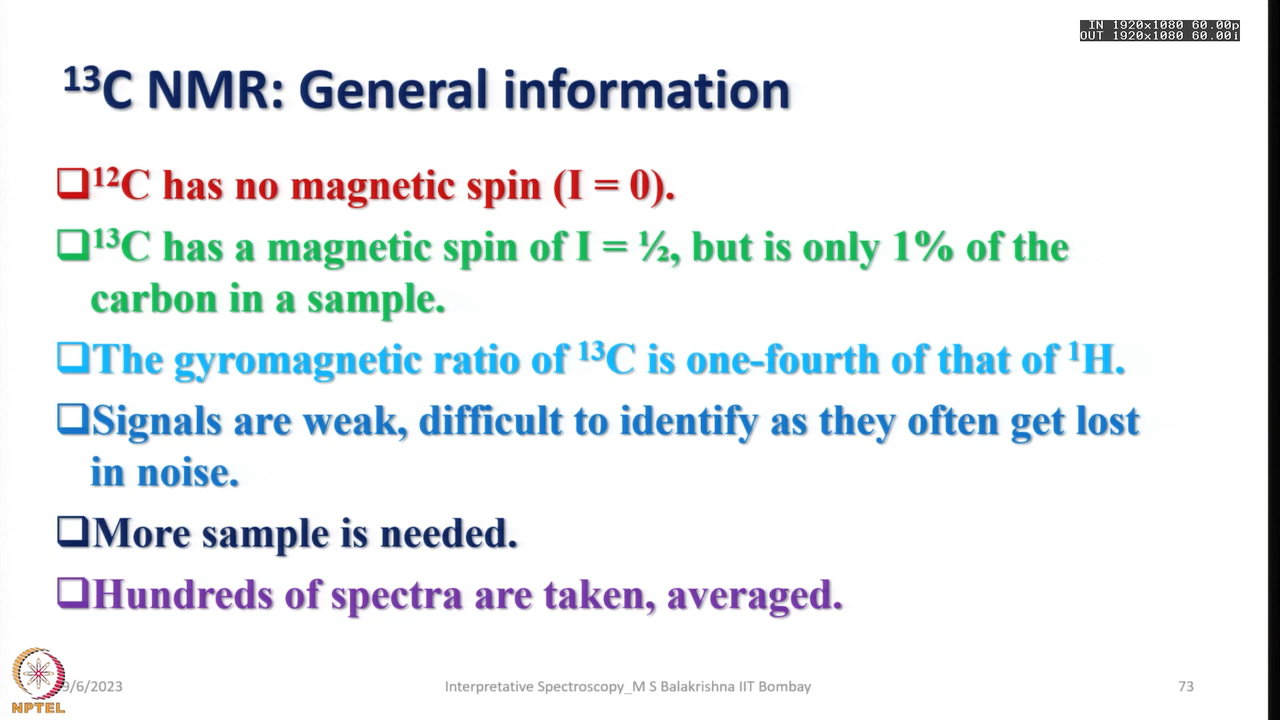 IN 1920x1080 60.00p
OUT 1920x1080 60.00i
¹³C NMR: General information
❑¹²C has no magnetic spin (I = 0).
❑¹³C has a magnetic spin of I = ½, but is only 1% of the
carbon in a sample.
❑The gyromagnetic ratio of ¹³C is one-fourth of that of ¹H.
❑Signals are weak, difficult to identify as they often get lost
in noise.
❑More sample is needed.
❑Hundreds of spectra are taken, averaged.
9/6/2023
Interpretative Spectroscopy_M S Balakrishna IIT Bombay
73
NPTEL